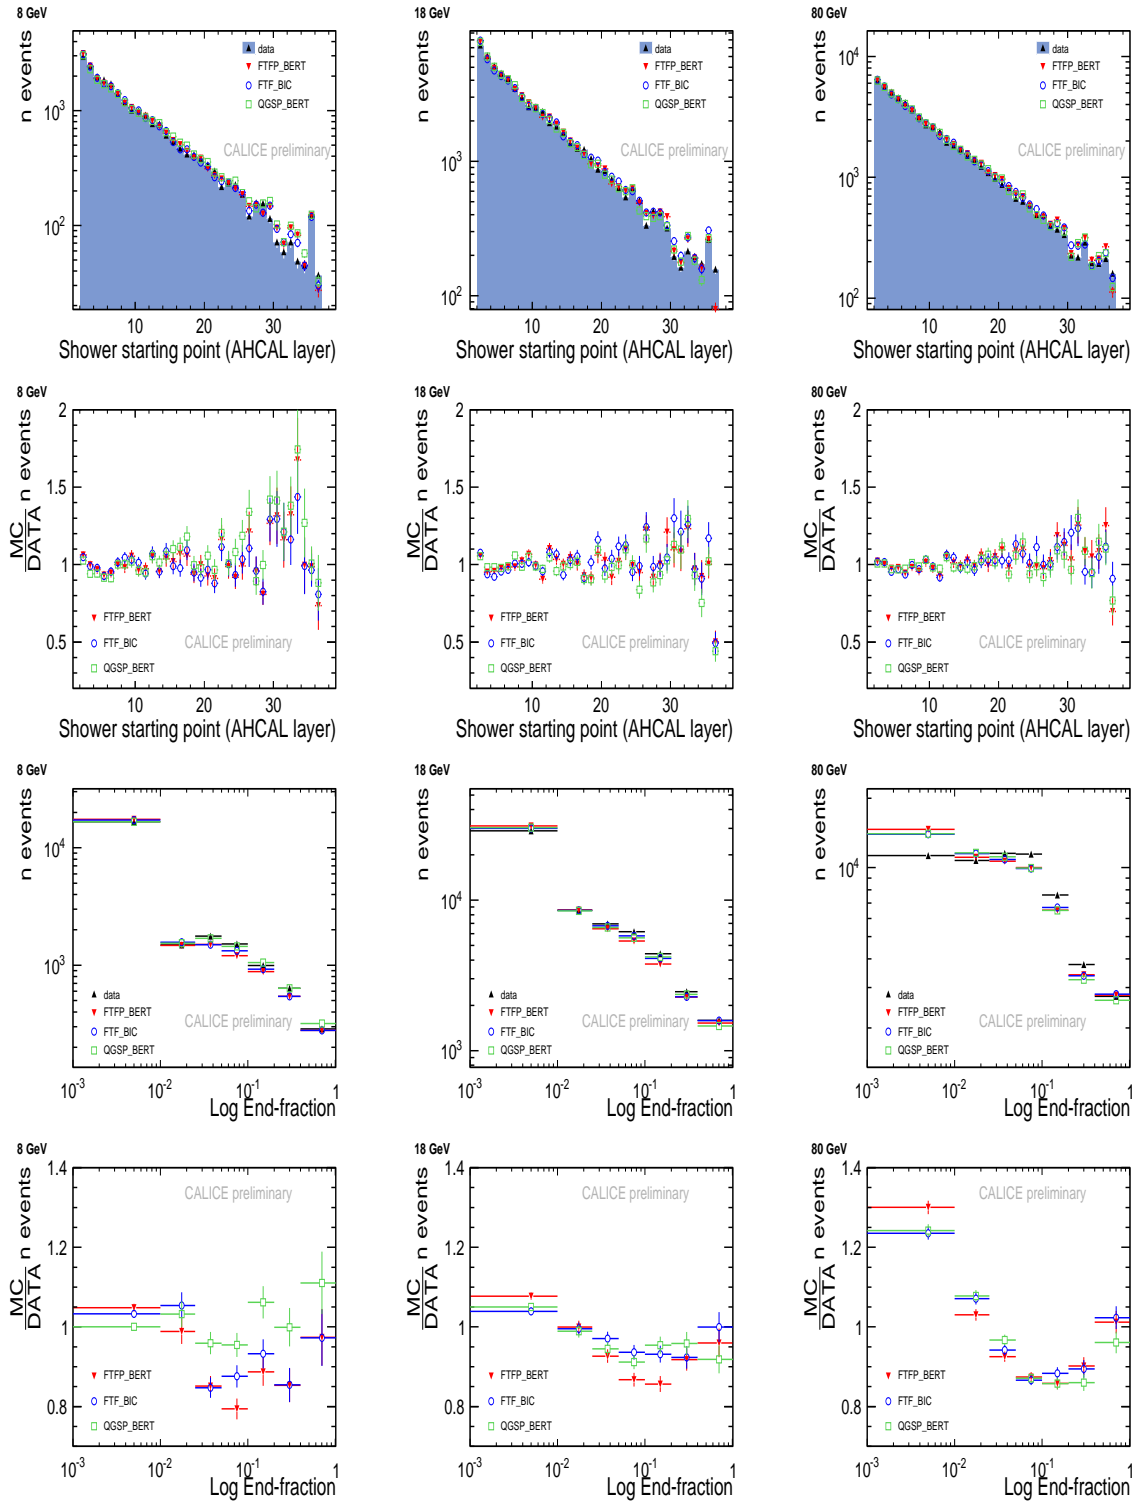 8 GeV
n events
10³
10²
data
FTFP_BERT
FTF_BIC
QGSP_BERT
CALICE preliminary
10 20 30
Shower starting point (AHCAL layer)
18 GeV
n events
10³
10²
data
FTFP_BERT
FTF_BIC
QGSP_BERT
CALICE preliminary
10 20 30
Shower starting point (AHCAL layer)
80 GeV
n events
10⁴
10³
10²
data
FTFP_BERT
FTF_BIC
QGSP_BERT
CALICE preliminary
10 20 30
Shower starting point (AHCAL layer)
8 GeV
MC
DATA n events
2
1.5
1
0.5
FTFP_BERT
FTF_BIC
QGSP_BERT
CALICE preliminary
10 20 30
Shower starting point (AHCAL layer)
18 GeV
MC
DATA n events
2
1.5
1
0.5
FTFP_BERT
FTF_BIC
QGSP_BERT
CALICE preliminary
10 20 30
Shower starting point (AHCAL layer)
80 GeV
MC
DATA n events
2
1.5
1
0.5
FTFP_BERT
FTF_BIC
QGSP_BERT
CALICE preliminary
10 20 30
Shower starting point (AHCAL layer)
8 GeV
n events
10⁴
10³
data
FTFP_BERT
FTF_BIC
QGSP_BERT
CALICE preliminary
10⁻³ 10⁻² 10⁻¹ 1
Log End-fraction
18 GeV
n events
10⁴
10³
data
FTFP_BERT
FTF_BIC
QGSP_BERT
CALICE preliminary
10⁻³ 10⁻² 10⁻¹ 1
Log End-fraction
80 GeV
n events
10⁴
data
FTFP_BERT
FTF_BIC
QGSP_BERT
CALICE preliminary
10⁻³ 10⁻² 10⁻¹ 1
Log End-fraction
8 GeV
MC
DATA n events
1.4
1.2
1
0.8
CALICE preliminary
FTFP_BERT
FTF_BIC
QGSP_BERT
10⁻³ 10⁻² 10⁻¹ 1
Log End-fraction
18 GeV
MC
DATA n events
1.4
1.2
1
0.8
CALICE preliminary
FTFP_BERT
FTF_BIC
QGSP_BERT
10⁻³ 10⁻² 10⁻¹ 1
Log End-fraction
80 GeV
MC
DATA n events
1.4
1.2
1
0.8
CALICE preliminary
FTFP_BERT
FTF_BIC
QGSP_BERT
10⁻³ 10⁻² 10⁻¹ 1
Log End-fraction